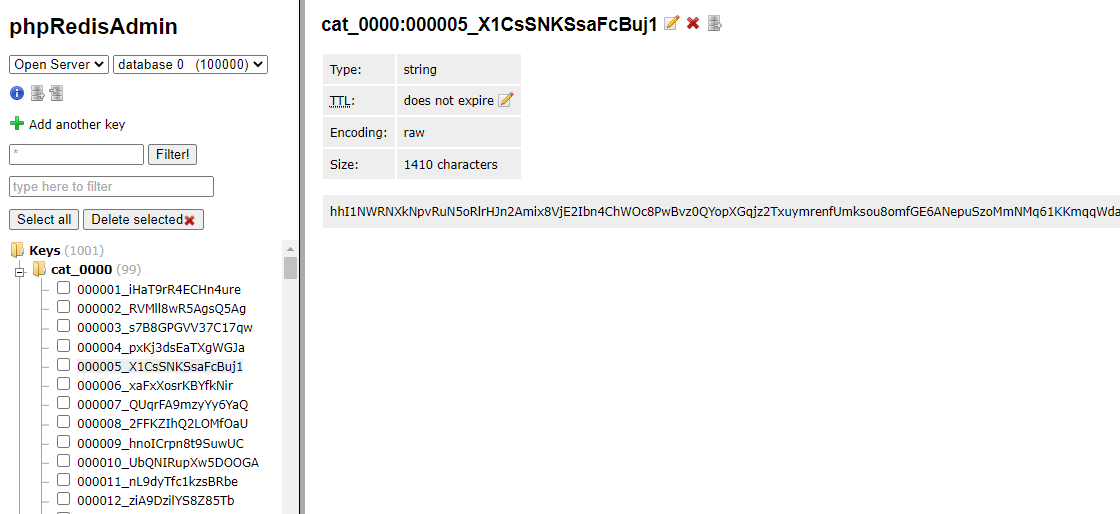 phpRedisAdmin
Open Server database 0 (100000)
Add another key
*
Filter!
type here to filter
Select all Delete selected
Keys (1001)
cat_0000 (99)
000001_iHaT9rR4ECHn4ure
000002_RVMll8wR5AgsQ5Ag
000003_s7B8GPGVV37C17qw
000004_pxKj3dsEaTXgWGJa
000005_X1CsSNKSsaFcBuj1
000006_xaFxXosrKBYfkNir
000007_QUqrFA9mzyYy6YaQ
000008_2FFKZIhQ2LOMfOaU
000009_hnoICrpn8t9SuwUC
000010_UbQNIRupXw5DOOGA
000011_nL9dyTfc1kzsBRbe
000012_ziA9DzilYS8Z85Tb
cat_0000:000005_X1CsSNKSsaFcBuj1
Type: string
TTL: does not expire
Encoding: raw
Size: 1410 characters
hhI1NWRNXkNpvRuN5oRlrHJn2Amix8VjE2Ibn4ChWOc8PwBvz0QYopXGqjz2TxuymrenfUmksou8omfGE6ANepuSzoMmNMq61KKmqqWda